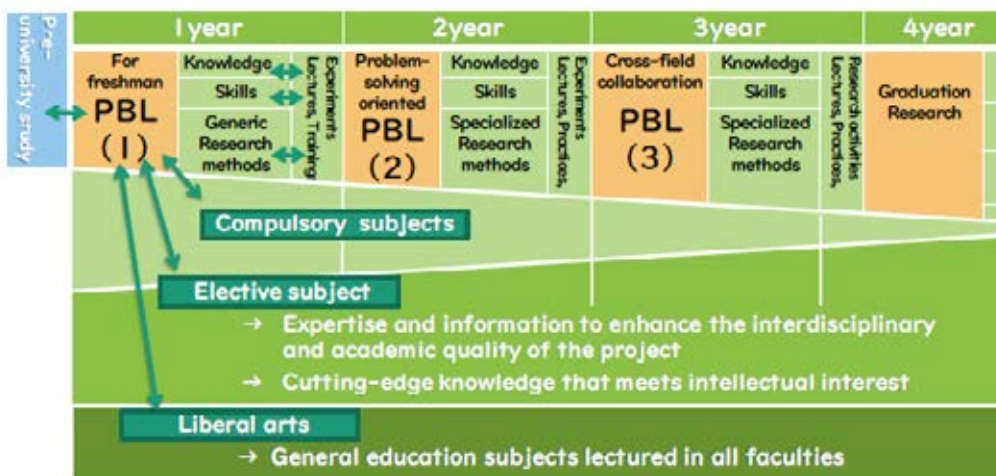 1year
2year
3year
4year
Pre-
university study
For
freshman
PBL
(1)
Knowledge
Skills
Generic
Research
methods
Experiments
Lectures, Training
Problem-
solving
oriented
PBL
(2)
Knowledge
Skills
Specialized
Research
methods
Experiments
Lectures, Practices,
Cross-field
collaboration
PBL
(3)
Knowledge
Skills
Specialized
Research
methods
Research activities
Lectures, Practices,
Graduation
Research
Compulsory subjects
Elective subject
→ Expertise and information to enhance the interdisciplinary
and academic quality of the project
→ Cutting-edge knowledge that meets intellectual interest
Liberal arts
→ General education subjects lectured in all faculties